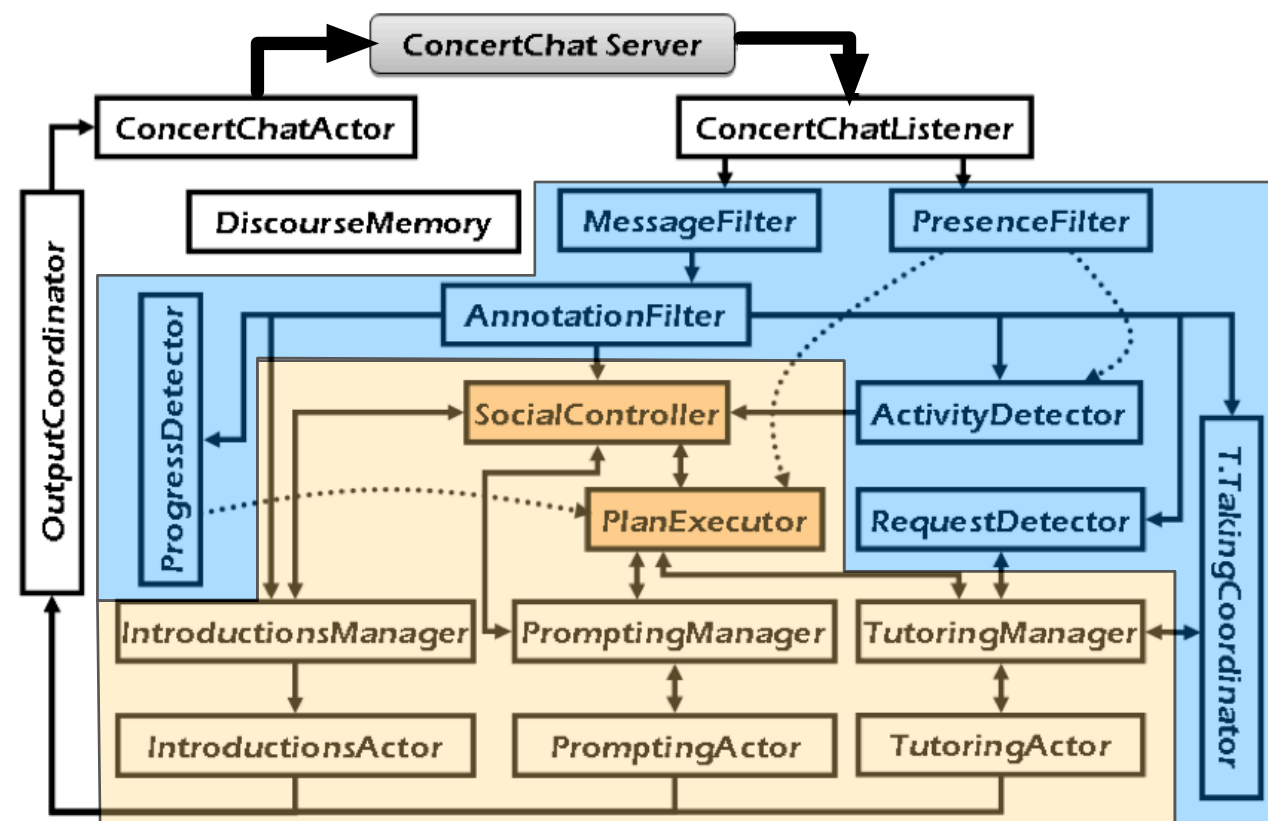 ConcertChat Server
ConcertChatActor
ConcertChatListener
DiscourseMemory
MessageFilter
PresenceFilter
OutputCoordinator
ProgressDetector
AnnotationFilter
SocialController
ActivityDetector
PlanExecutor
RequestDetector
T.TakingCoordinator
IntroductionsManager
PromptingManager
TutoringManager
IntroductionsActor
PromptingActor
TutoringActor